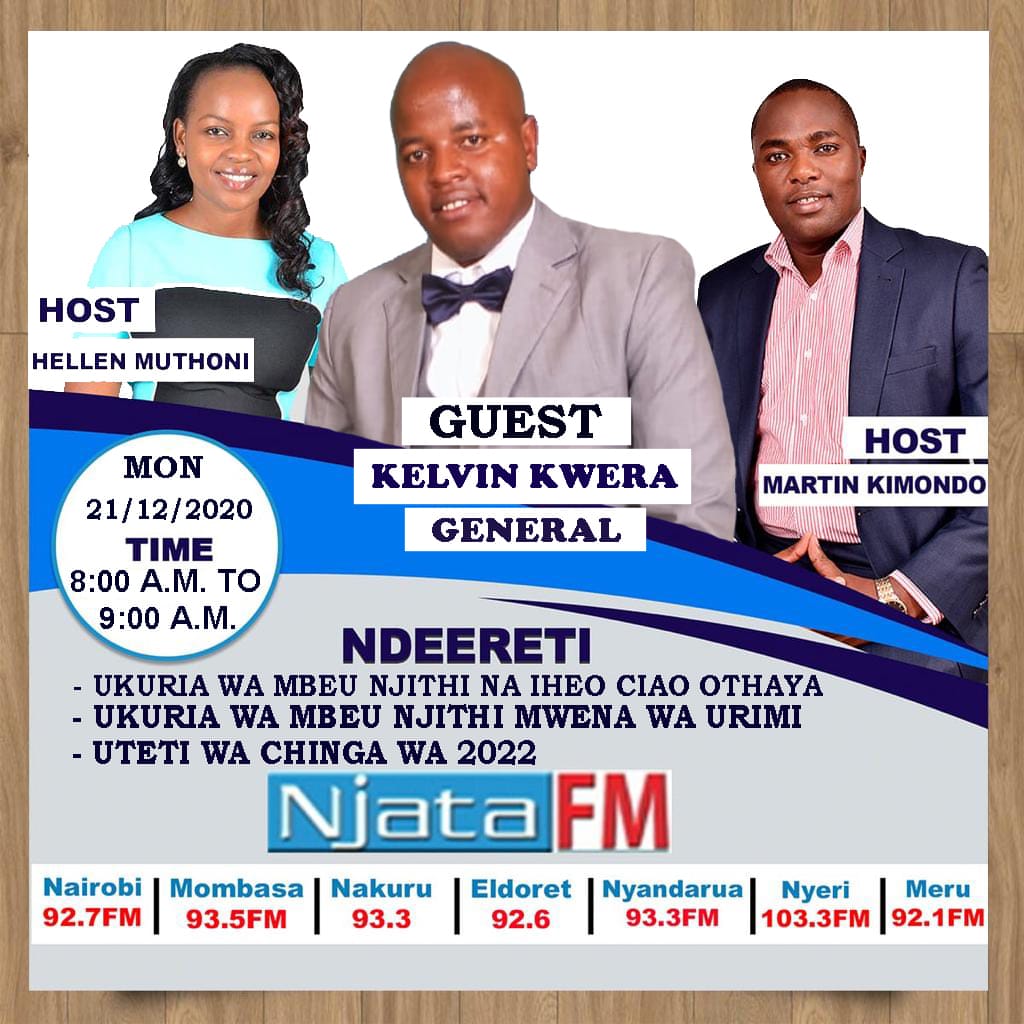 HOST
HELLEN MUTHONI
GUEST
KELVIN KWERA
GENERAL
HOST
MARTIN KIMONDO
MON
21/12/2020
TIME
8:00 A.M. TO
9:00 A.M.
NDEERETI
- UKURIA WA MBEU NJITHI NA IHEO CIAO OTHAYA
- UKURIA WA MBEU NJITHI MWENA WA URIMI
- UTETI WA CHINGA WA 2022
Njata FM
Nairobi | Mombasa | Nakuru | Eldoret | Nyandarua | Nyeri | Meru
92.7FM | 93.5FM | 93.3 | 92.6 | 93.3FM | 103.3FM | 92.1FM